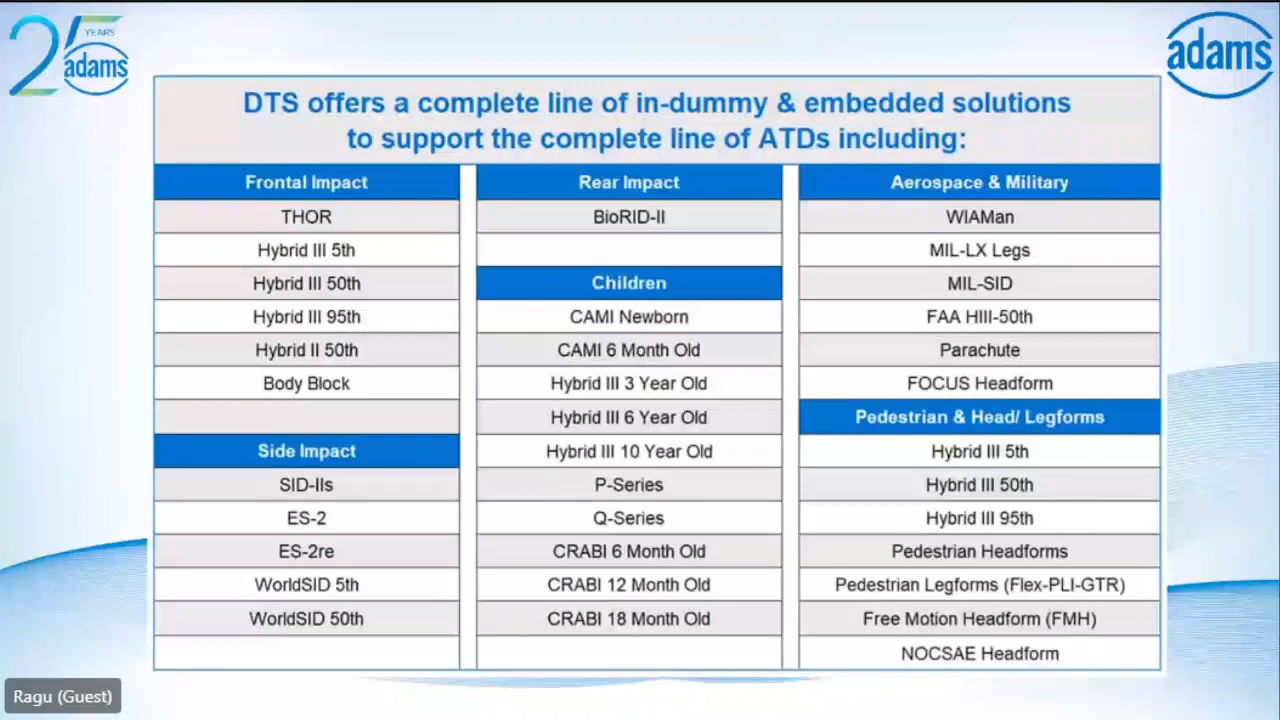 25 YEARS
adams
adams
DTS offers a complete line of in-dummy & embedded solutions
to support the complete line of ATDs including:
Frontal Impact
THOR
Hybrid III 5th
Hybrid III 50th
Hybrid III 95th
Hybrid II 50th
Body Block
Side Impact
SID-IIs
ES-2
ES-2re
WorldSID 5th
WorldSID 50th
Rear Impact
BioRID-II
Children
CAMI Newborn
CAMI 6 Month Old
Hybrid III 3 Year Old
Hybrid III 6 Year Old
Hybrid III 10 Year Old
P-Series
Q-Series
CRABI 6 Month Old
CRABI 12 Month Old
CRABI 18 Month Old
Aerospace & Military
WIAMan
MIL-LX Legs
MIL-SID
FAA HIII-50th
Parachute
FOCUS Headform
Pedestrian & Head/ Legforms
Hybrid III 5th
Hybrid III 50th
Hybrid III 95th
Pedestrian Headforms
Pedestrian Legforms (Flex-PLI-GTR)
Free Motion Headform (FMH)
NOCSAE Headform
Ragu (Guest)